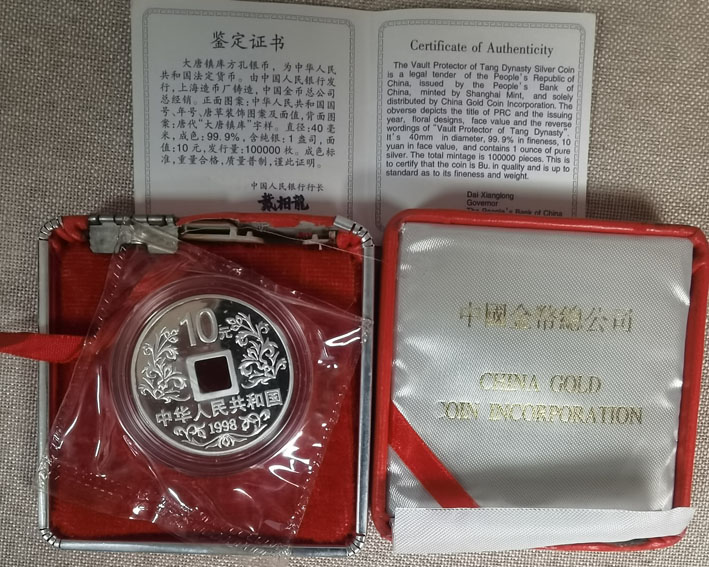 鉴定证书
大唐镇库方孔银币，为中华人民
共和国法定货币。由中国人民银行发
行，上海造币厂铸造，中国金币总公司
总经销。正面图案：中华人民共和国国
号、年号、唐草装饰图案及面值，背面图
案：唐代“大唐镇库”字样。直径：40毫
米，成色：99.9%，含纯银：1盎司，面
值：10元，发行量：100000枚。成色标
准，重量合格，质量普制，谨此证明。
中国人民银行行长
戴相龍
Certificate of Authenticity
The Vault Protector of Tang Dynasty Silver Coin
is a legal tender of the People's Republic of
China, issued by the People's Bank of
China, minted by Shanghai Mint, and solely
distributed by China Gold Coin Incorporation. The
obverse depicts the title of PRC and the issuing
year, floral designs, face value and the reverse
wordings of "Vault Protector of Tang Dynasty".
It's 40mm in diameter, 99.9% in fineness, 10
yuan in face value, and contains 1 ounce of pure
silver. The total mintage is 100000 pieces. This is
to certify that the coin is Bu. in quality and is up to
standard as to its fineness and weight.
Dai Xianglong
Governor
The People's Bank of China
10元
中华人民共和国
1998
中國金幣總公司
CHINA GOLD
COIN INCORPORATION